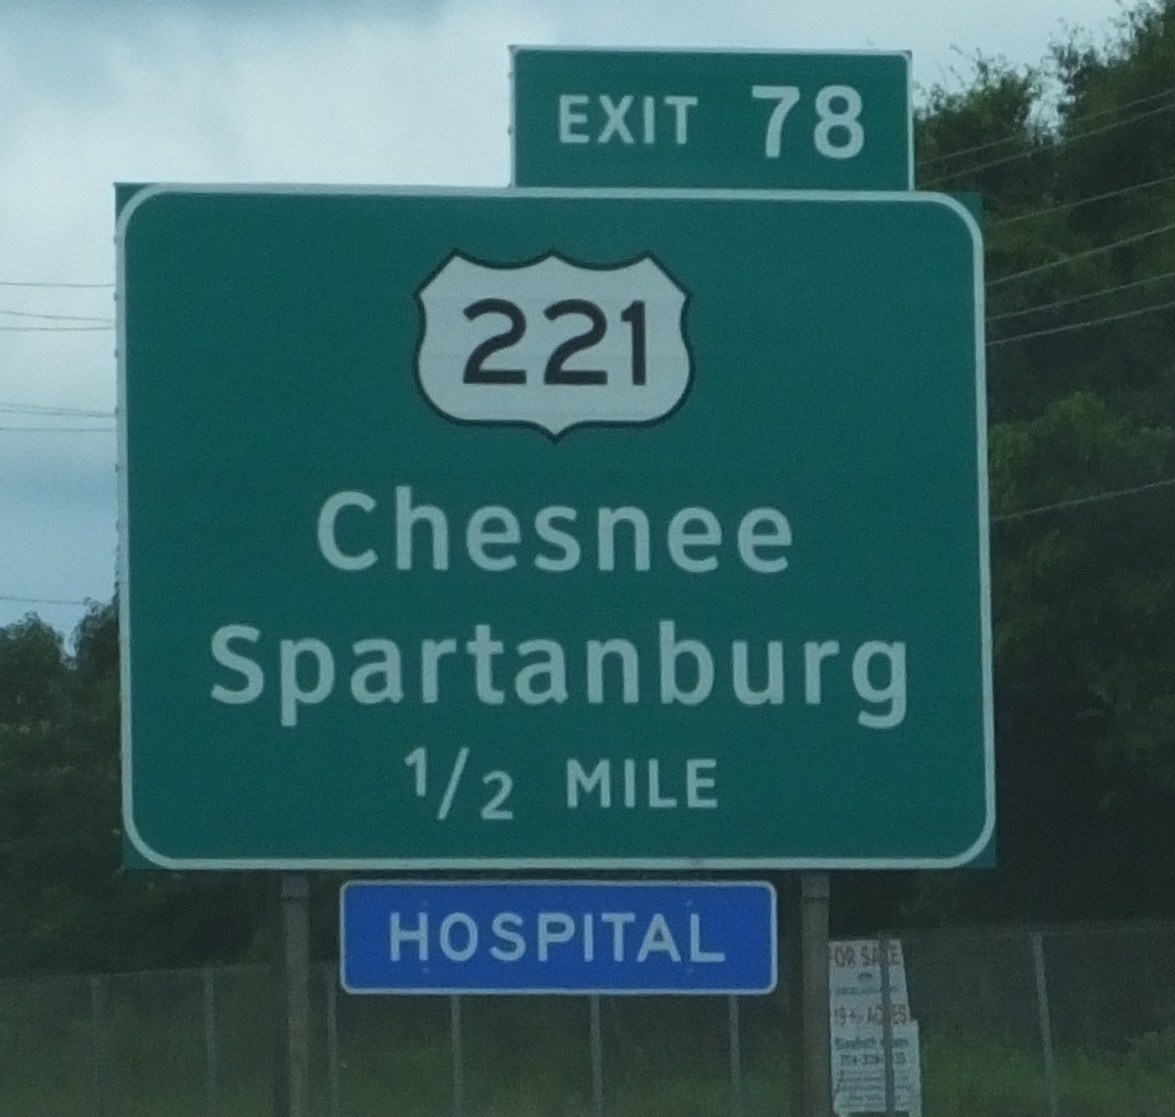 EXIT 78
221
Chesnee
Spartanburg
1/2 MILE
HOSPITAL
FOR SALE